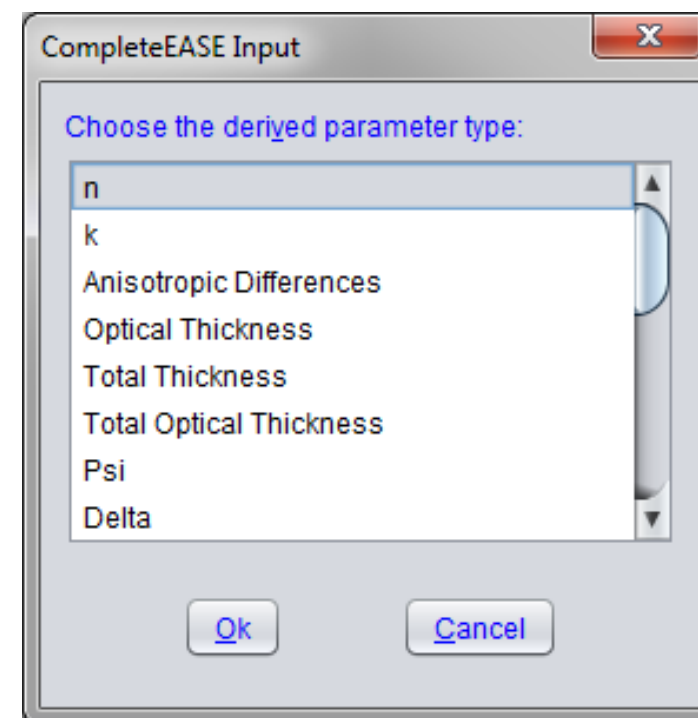 CompleteEASE Input
Choose the derived parameter type:
n
k
Anisotropic Differences
Optical Thickness
Total Thickness
Total Optical Thickness
Psi
Delta
Ok Cancel